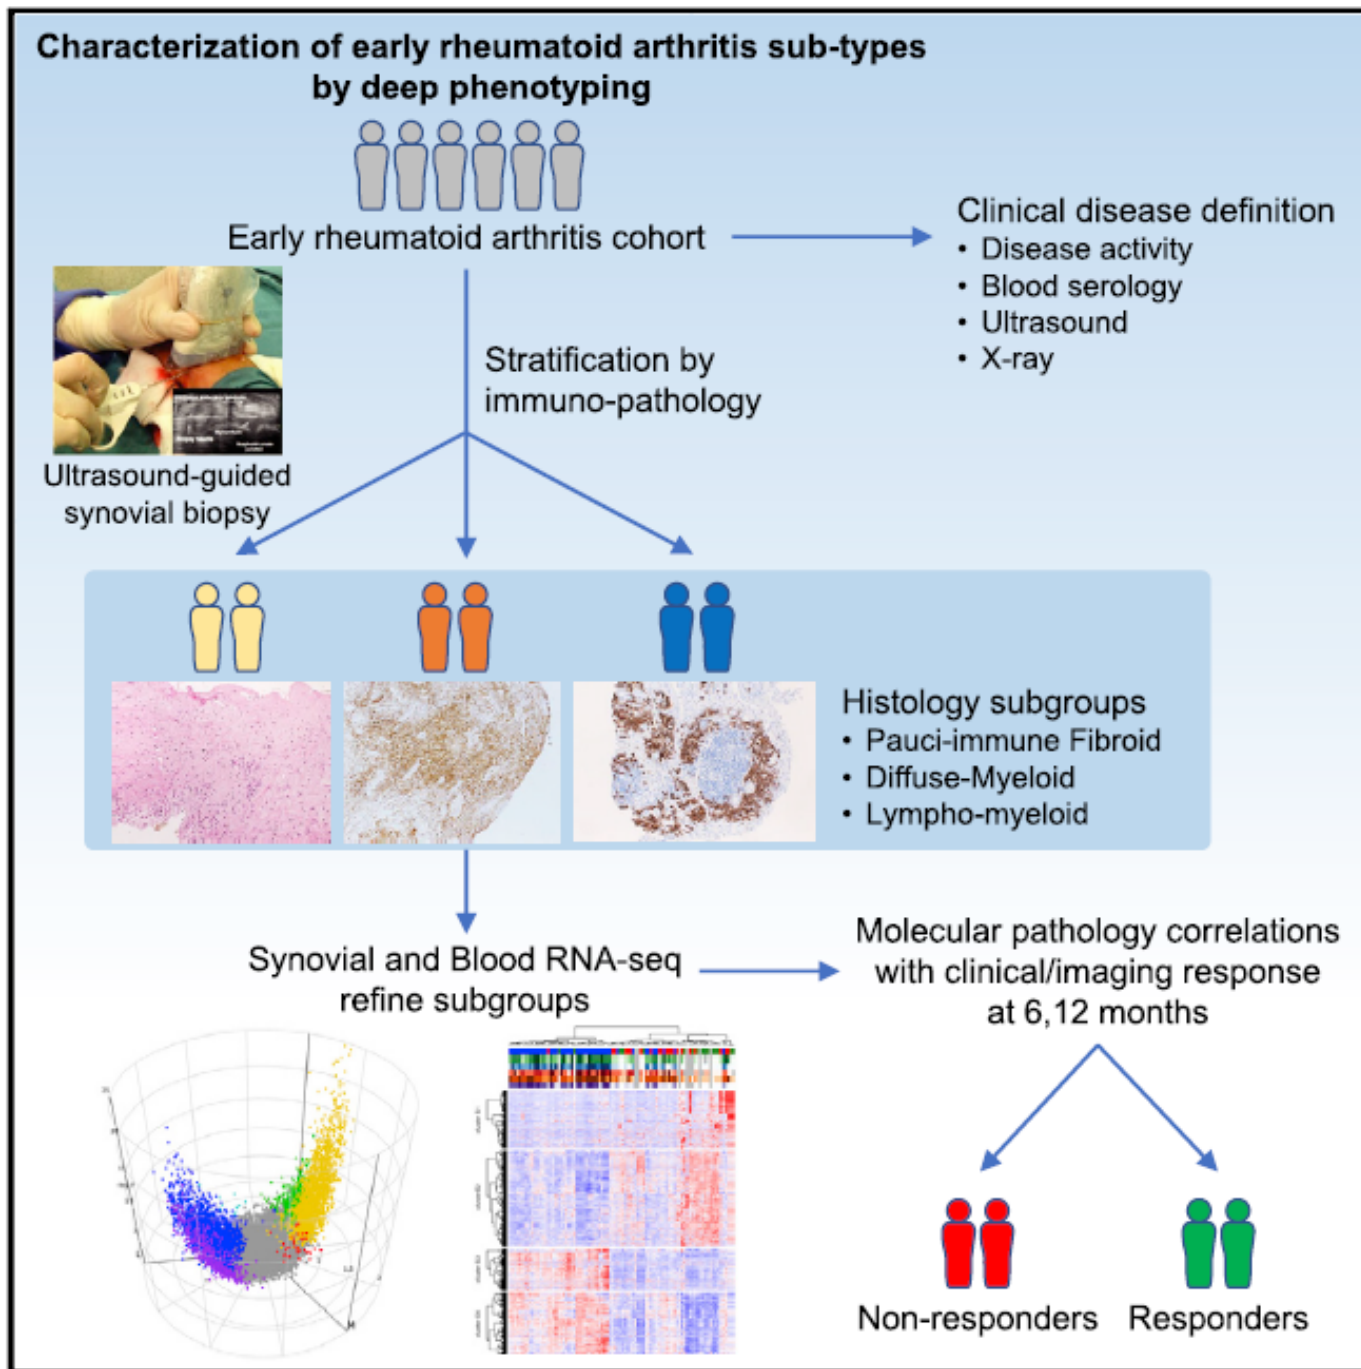 Characterization of early rheumatoid arthritis sub-types
by deep phenotyping
Early rheumatoid arthritis cohort
Clinical disease definition
• Disease activity
• Blood serology
• Ultrasound
• X-ray
Stratification by
immuno-pathology
Ultrasound-guided
synovial biopsy
Histology subgroups
• Pauci-immune Fibroid
• Diffuse-Myeloid
• Lympho-myeloid
Synovial and Blood RNA-seq
refine subgroups
Molecular pathology correlations
with clinical/imaging response
at 6,12 months
Non-responders
Responders